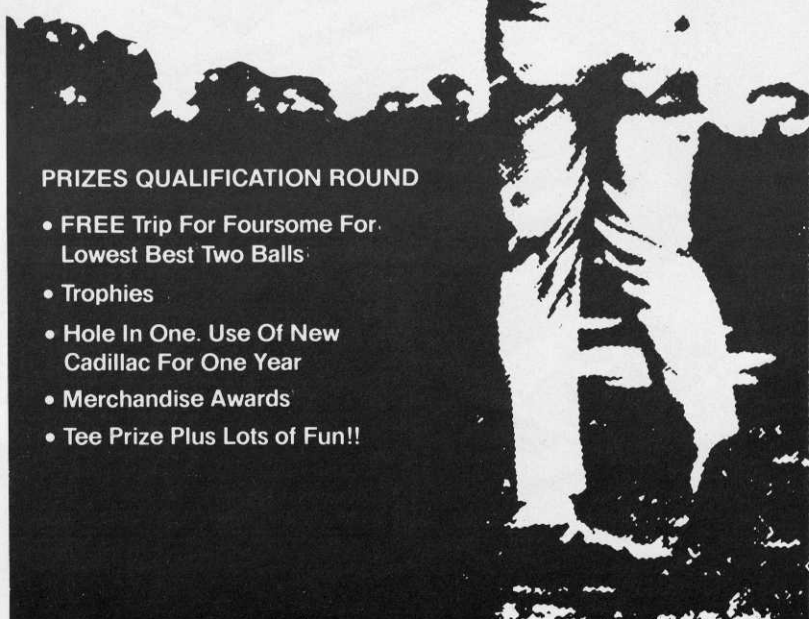 PRIZES QUALIFICATION ROUND
• FREE Trip For Foursome For
Lowest Best Two Balls
• Trophies
• Hole In One. Use Of New
Cadillac For One Year
• Merchandise Awards
• Tee Prize Plus Lots of Fun!!